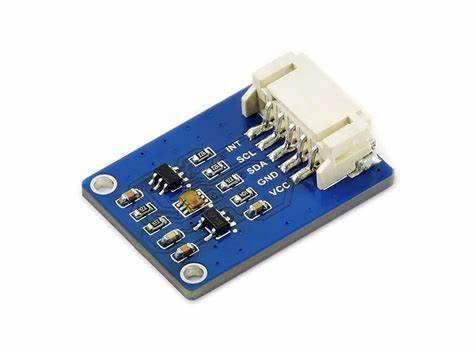 INT
SCL
SDA
GND
VCC